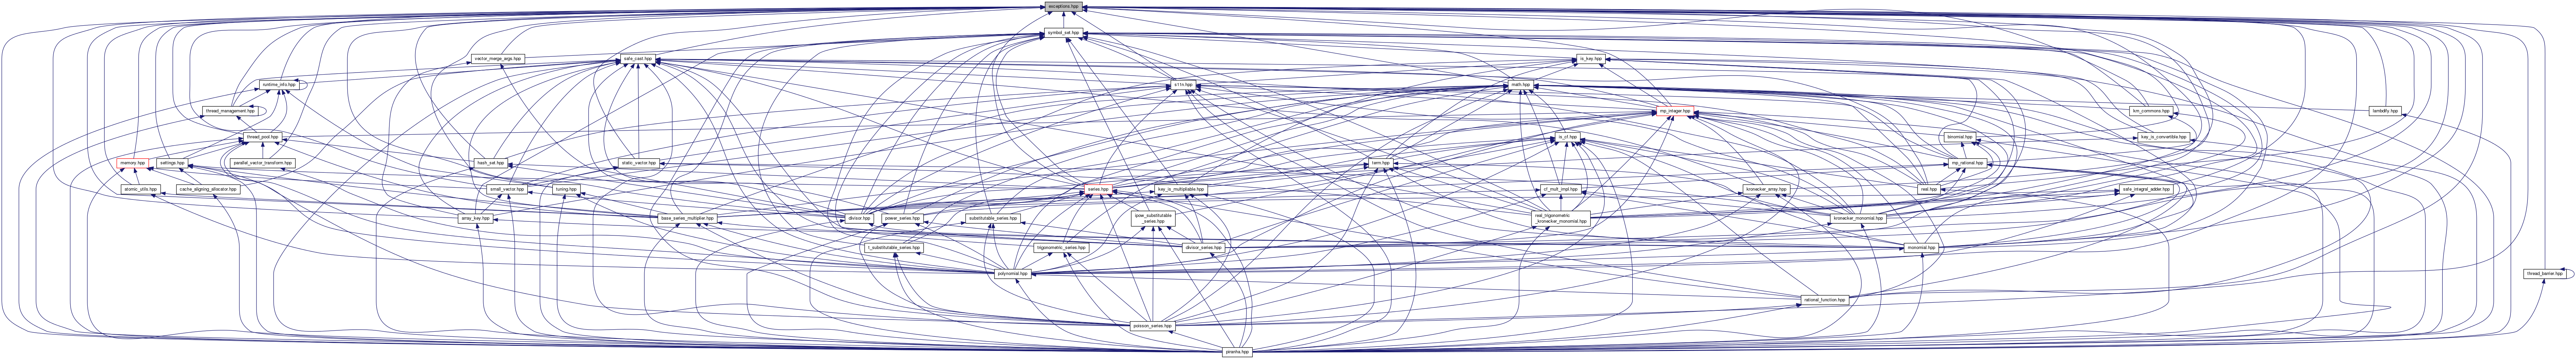 exceptions.hpp
symbol_set.hpp
vector_merge_args.hpp
safe_cast.hpp
is_key.hpp
runtime_info.hpp
s11n.hpp
math.hpp
thread_management.hpp
mp_integer.hpp
km_commons.hpp
lambdify.hpp
thread_pool.hpp
is_cf.hpp
binomial.hpp
key_is_convertible.hpp
memory.hpp
settings.hpp
parallel_vector_transform.hpp
hash_set.hpp
static_vector.hpp
term.hpp
mp_rational.hpp
atomic_utils.hpp
cache_aligning_allocator.hpp
small_vector.hpp
tuning.hpp
series.hpp
key_is_multipliable.hpp
cf_mult_impl.hpp
kronecker_array.hpp
real.hpp
safe_integral_adder.hpp
array_key.hpp
base_series_multiplier.hpp
divisor.hpp
power_series.hpp
substitutable_series.hpp
ipow_substitutable
_series.hpp
real_trigonometric
_kronecker_monomial.hpp
kronecker_monomial.hpp
t_substitutable_series.hpp
trigonometric_series.hpp
divisor_series.hpp
monomial.hpp
polynomial.hpp
thread_barrier.hpp
rational_function.hpp
poisson_series.hpp
piranha.hpp